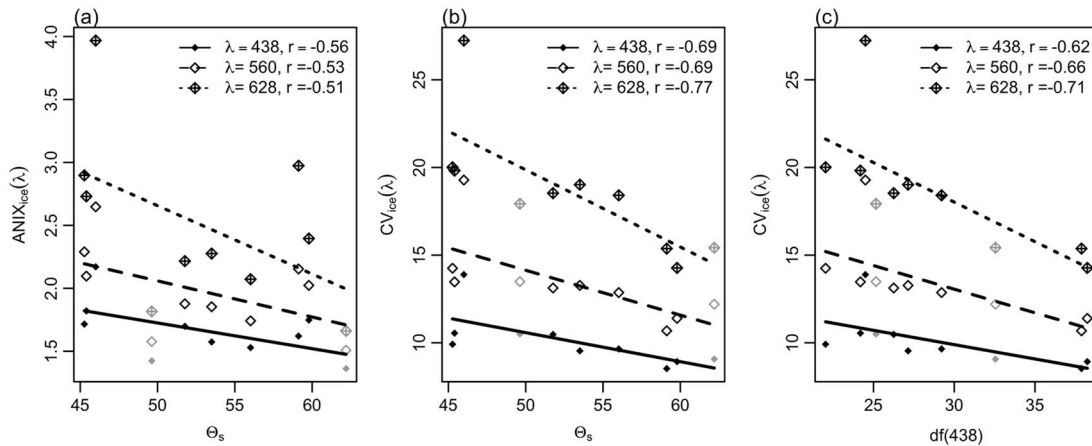 (a)
λ = 438, r = -0.56
λ= 560, r =-0.53
λ= 628, r =-0.51
4.0
3.5
3.0
2.5
2.0
1.5
ANIXice(λ)
45 50 55 60
Θs
(b)
λ = 438, r = -0.69
λ= 560, r =-0.69
λ= 628, r =-0.77
25
20
15
10
CVice(λ)
45 50 55 60
Θs
(c)
λ = 438, r = -0.62
λ= 560, r =-0.66
λ= 628, r =-0.71
25
20
15
10
CVice(λ)
25 30 35
df(438)